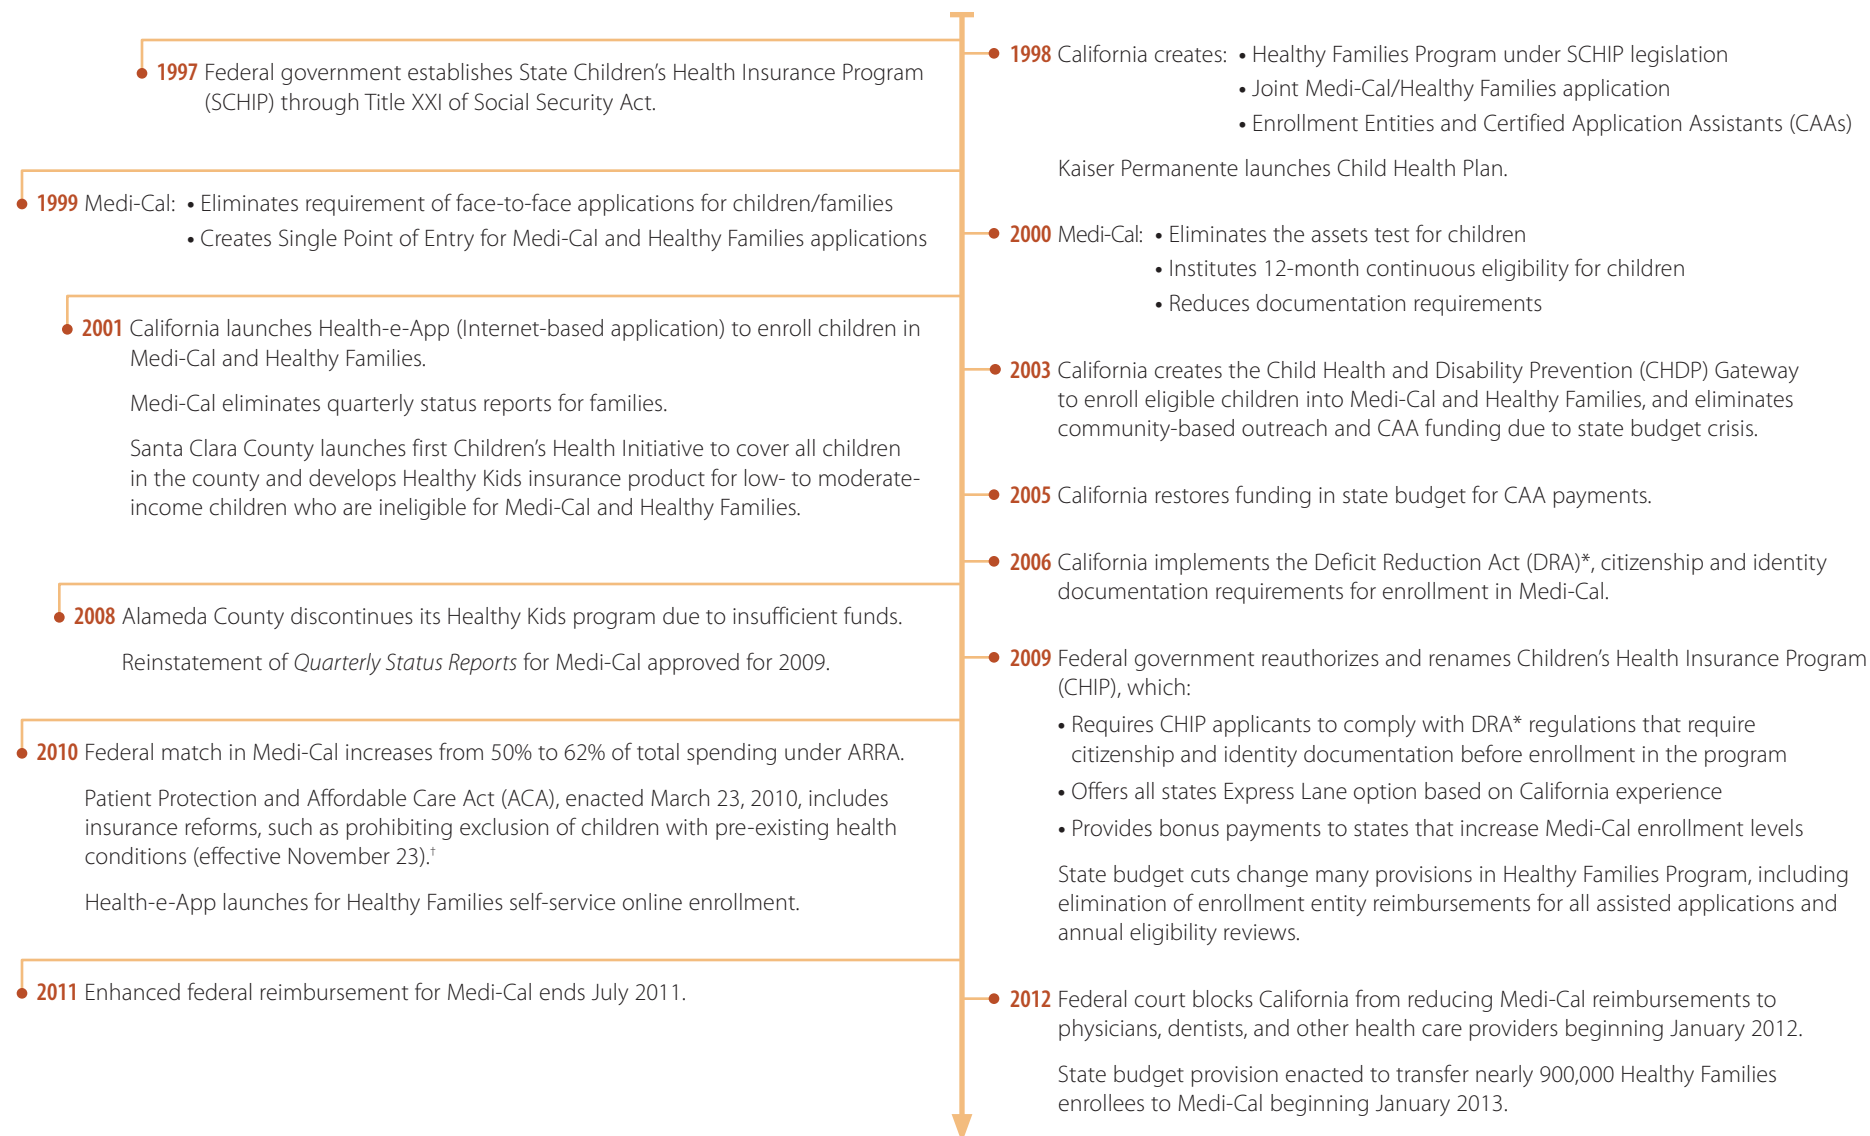 1997 Federal government establishes State Children’s Health Insurance Program
(SCHIP) through Title XXI of Social Security Act.
1998 California creates: • Healthy Families Program under SCHIP legislation
• Joint Medi-Cal/Healthy Families application
• Enrollment Entities and Certified Application Assistants (CAAs)
Kaiser Permanente launches Child Health Plan.
1999 Medi-Cal: • Eliminates requirement of face-to-face applications for children/families
• Creates Single Point of Entry for Medi-Cal and Healthy Families applications
2000 Medi-Cal: • Eliminates the assets test for children
• Institutes 12-month continuous eligibility for children
• Reduces documentation requirements
2001 California launches Health-e-App (Internet-based application) to enroll children in
Medi-Cal and Healthy Families.
Medi-Cal eliminates quarterly status reports for families.
Santa Clara County launches first Children’s Health Initiative to cover all children
in the county and develops Healthy Kids insurance product for low- to moderate-
income children who are ineligible for Medi-Cal and Healthy Families.
2003 California creates the Child Health and Disability Prevention (CHDP) Gateway
to enroll eligible children into Medi-Cal and Healthy Families, and eliminates
community-based outreach and CAA funding due to state budget crisis.
2005 California restores funding in state budget for CAA payments.
2006 California implements the Deficit Reduction Act (DRA)*, citizenship and identity
documentation requirements for enrollment in Medi-Cal.
2008 Alameda County discontinues its Healthy Kids program due to insufficient funds.
Reinstatement of Quarterly Status Reports for Medi-Cal approved for 2009.
2009 Federal government reauthorizes and renames Children’s Health Insurance Program
(CHIP), which:
• Requires CHIP applicants to comply with DRA* regulations that require
citizenship and identity documentation before enrollment in the program
• Offers all states Express Lane option based on California experience
• Provides bonus payments to states that increase Medi-Cal enrollment levels
State budget cuts change many provisions in Healthy Families Program, including
elimination of enrollment entity reimbursements for all assisted applications and
annual eligibility reviews.
2010 Federal match in Medi-Cal increases from 50% to 62% of total spending under ARRA.
Patient Protection and Affordable Care Act (ACA), enacted March 23, 2010, includes
insurance reforms, such as prohibiting exclusion of children with pre-existing health
conditions (effective November 23).†
Health-e-App launches for Healthy Families self-service online enrollment.
2011 Enhanced federal reimbursement for Medi-Cal ends July 2011.
2012 Federal court blocks California from reducing Medi-Cal reimbursements to
physicians, dentists, and other health care providers beginning January 2012.
State budget provision enacted to transfer nearly 900,000 Healthy Families
enrollees to Medi-Cal beginning January 2013.